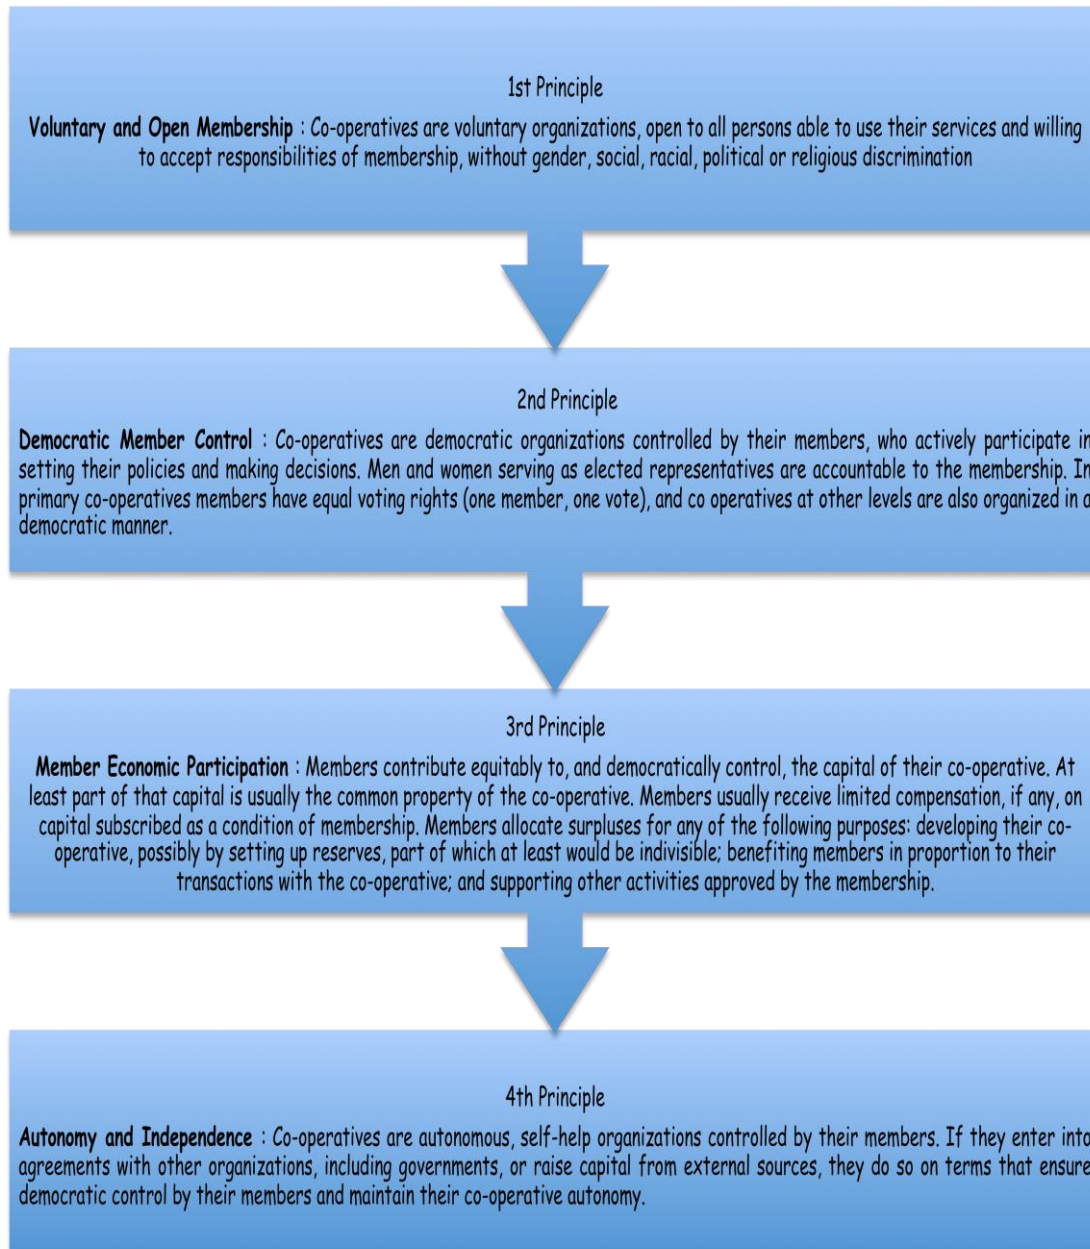 1st Principle
Voluntary and Open Membership : Co-operatives are voluntary organizations, open to all persons able to use their services and willing
to accept responsibilities of membership, without gender, social, racial, political or religious discrimination
2nd Principle
Democratic Member Control : Co-operatives are democratic organizations controlled by their members, who actively participate in
setting their policies and making decisions. Men and women serving as elected representatives are accountable to the membership. In
primary co-operatives members have equal voting rights (one member, one vote), and co operatives at other levels are also organized in a
democratic manner.
3rd Principle
Member Economic Participation : Members contribute equitably to, and democratically control, the capital of their co-operative. At
least part of that capital is usually the common property of the co-operative. Members usually receive limited compensation, if any, on
capital subscribed as a condition of membership. Members allocate surpluses for any of the following purposes: developing their co-
operative, possibly by setting up reserves, part of which at least would be indivisible; benefiting members in proportion to their
transactions with the co-operative; and supporting other activities approved by the membership.
4th Principle
Autonomy and Independence : Co-operatives are autonomous, self-help organizations controlled by their members. If they enter into
agreements with other organizations, including governments, or raise capital from external sources, they do so on terms that ensure
democratic control by their members and maintain their co-operative autonomy.